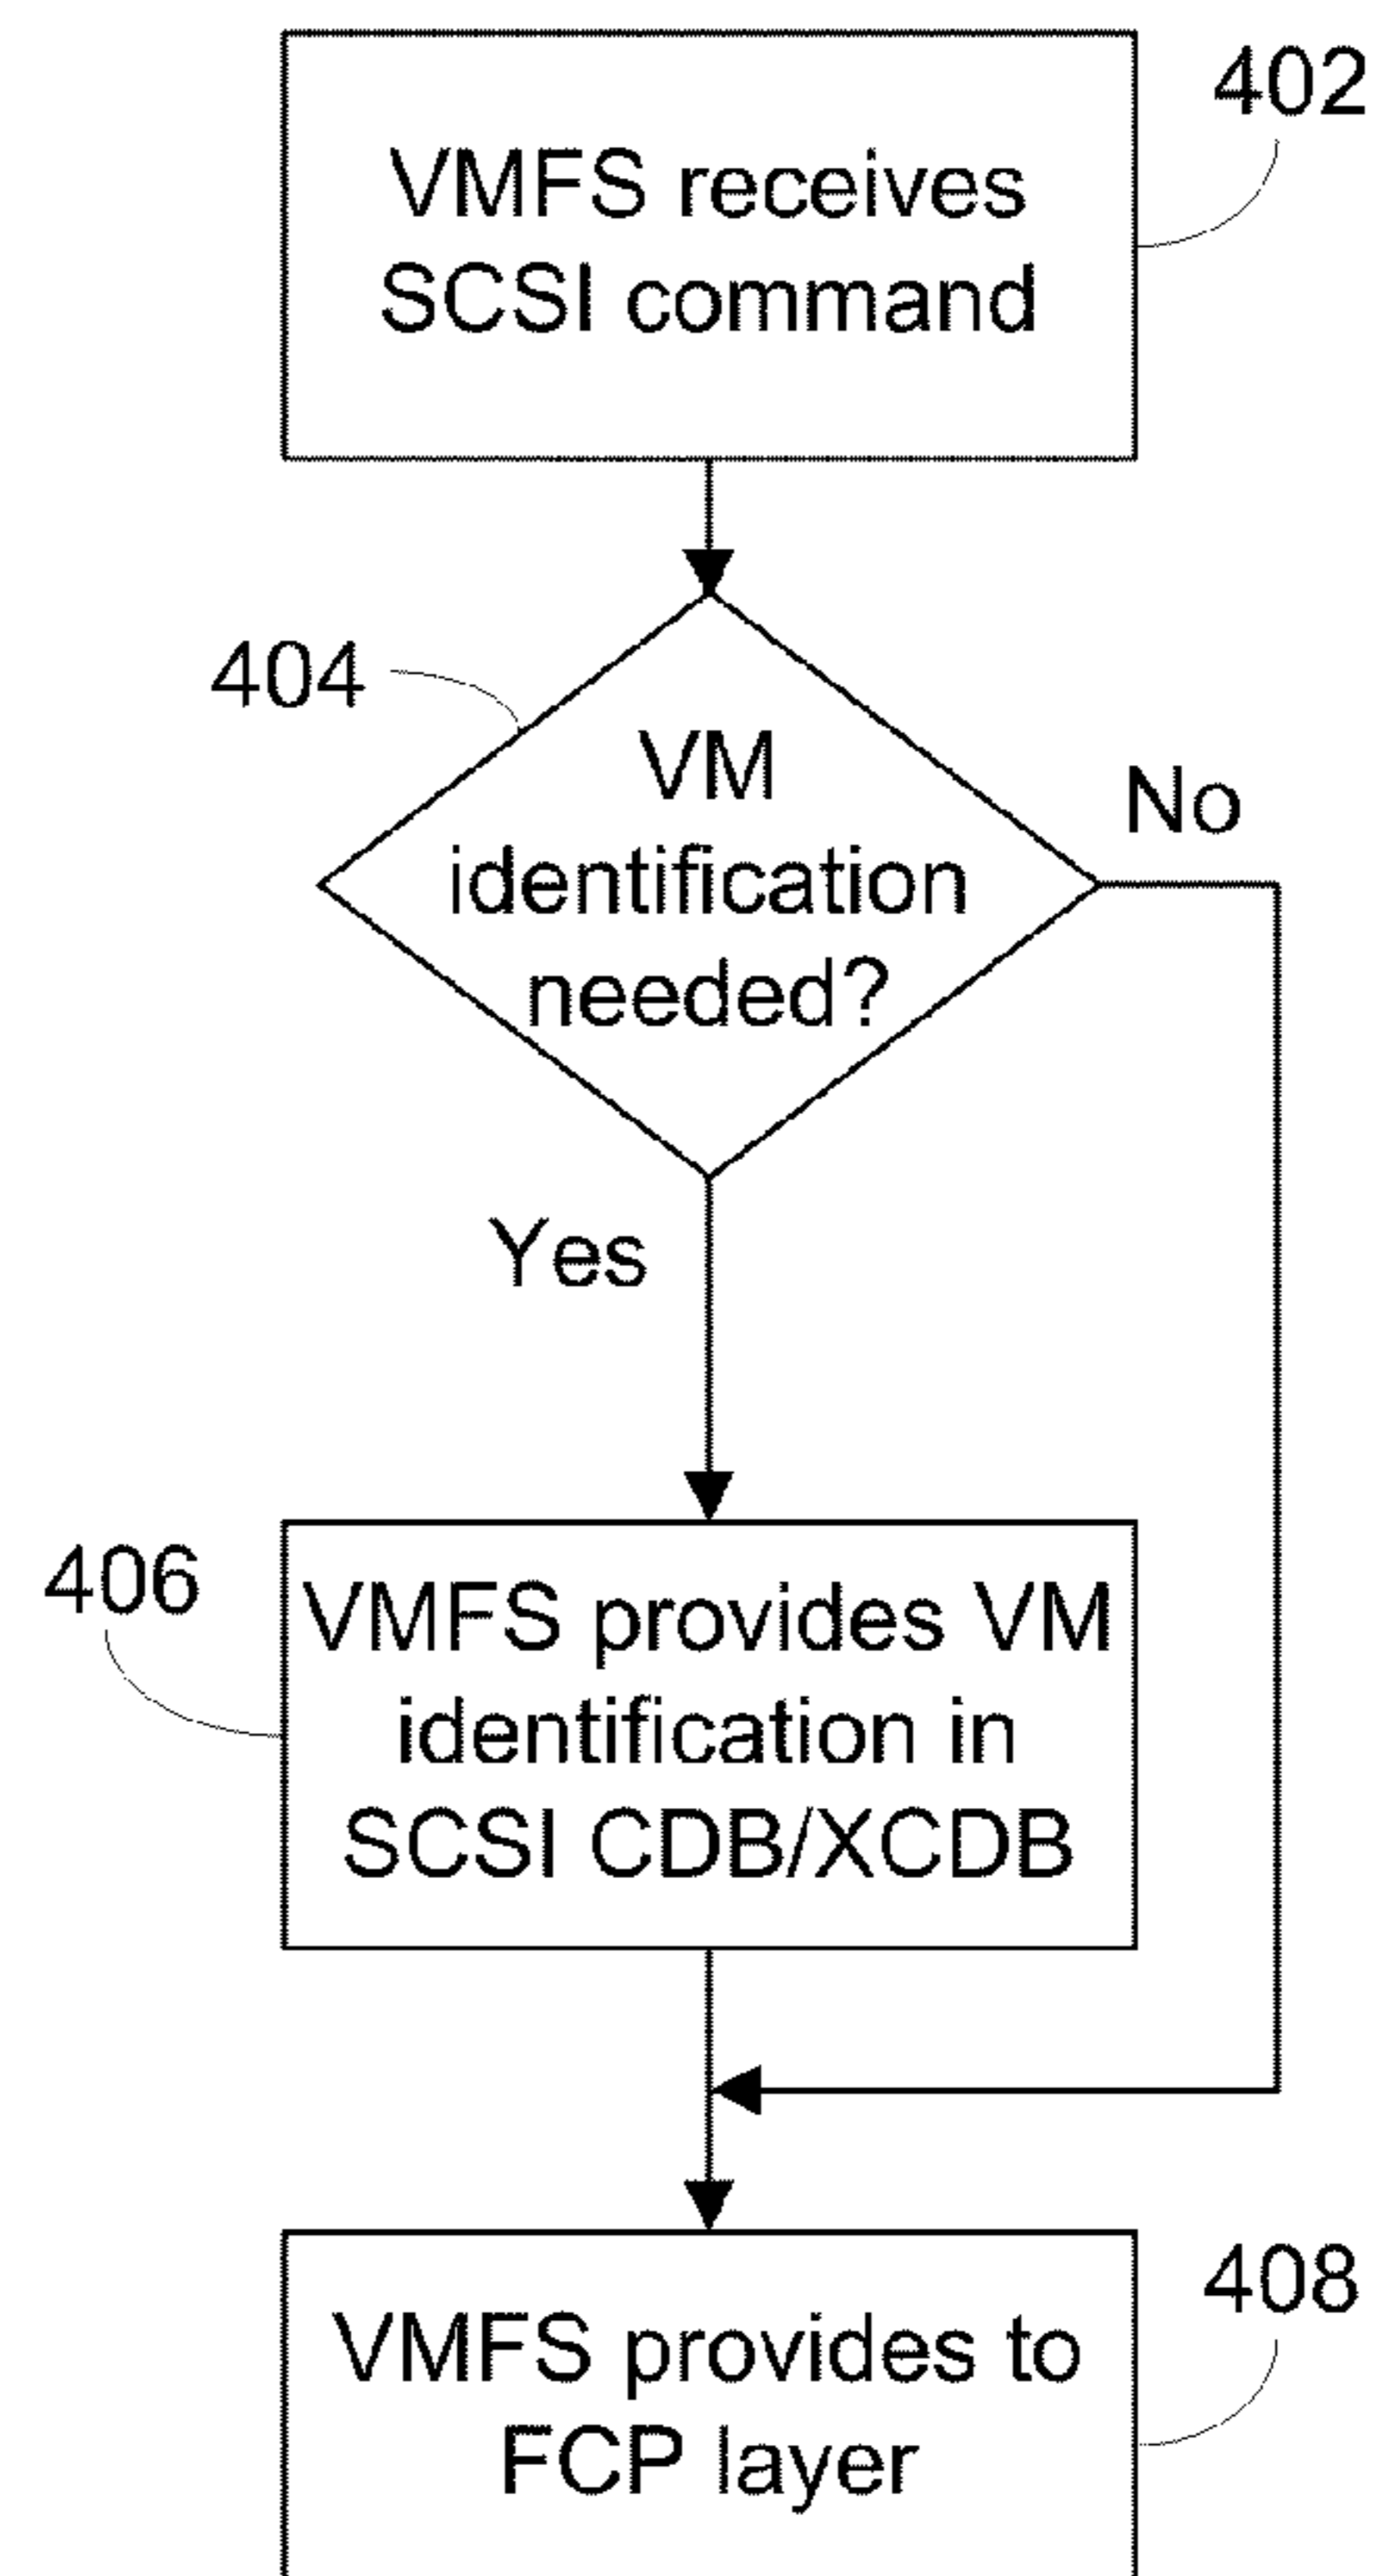 402
VMFS receives
SCSI command
404
VM
identification
needed?
No
Yes
406
VMFS provides VM
identification in
SCSI CDB/XCDB
408
VMFS provides to
FCP layer